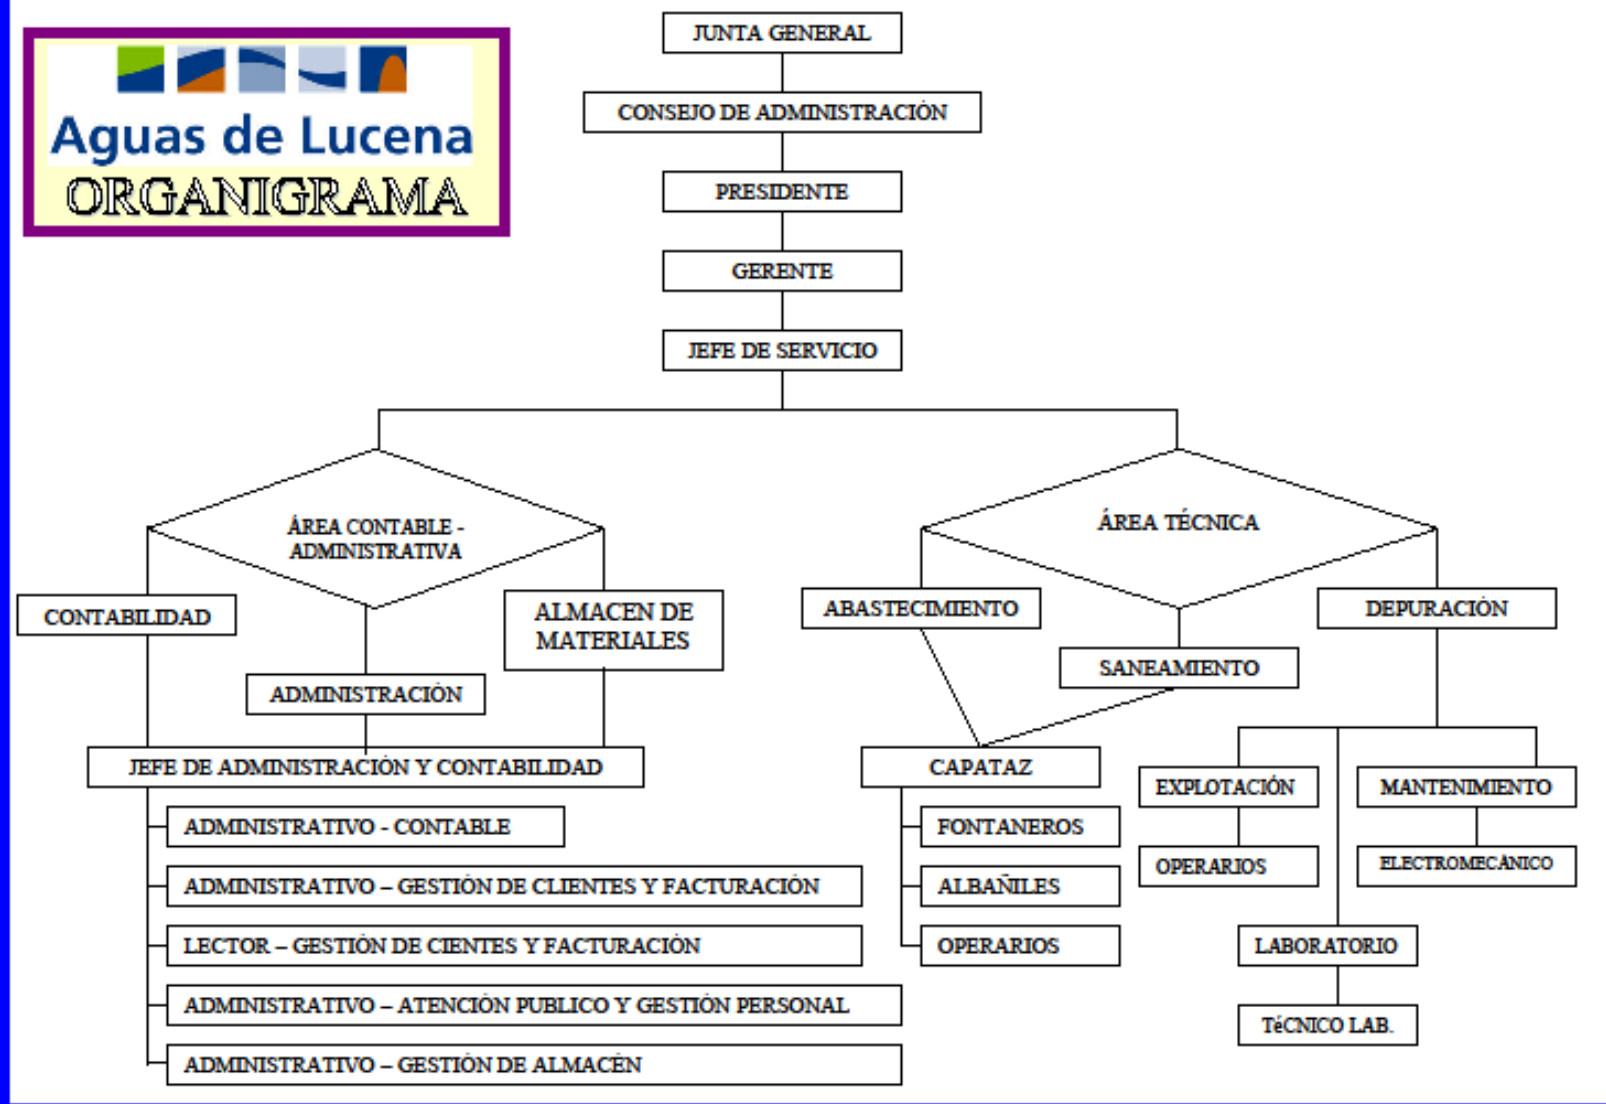 Aguas de Lucena
ORGANIGRAMA
JUNTA GENERAL
CONSEJO DE ADMINISTRACIÓN
PRESIDENTE
GERENTE
JEFE DE SERVICIO
ÁREA CONTABLE -
ADMINISTRATIVA
CONTABILIDAD
ADMINISTRACIÓN
ALMACEN DE
MATERIALES
JEFE DE ADMINISTRACIÓN Y CONTABILIDAD
ADMINISTRATIVO - CONTABLE
ADMINISTRATIVO – GESTIÓN DE CLIENTES Y FACTURACIÓN
LECTOR – GESTIÓN DE CIENTES Y FACTURACIÓN
ADMINISTRATIVO – ATENCIÓN PUBLICO Y GESTIÓN PERSONAL
ADMINISTRATIVO – GESTIÓN DE ALMACÉN
ÁREA TÉCNICA
ABASTECIMIENTO
SANEAMIENTO
DEPURACIÓN
CAPATAZ
FONTANEROS
ALBAÑILES
OPERARIOS
EXPLOTACIÓN
OPERARIOS
MANTENIMIENTO
ELECTROMECÁNICO
LABORATORIO
TéCNICO LAB.